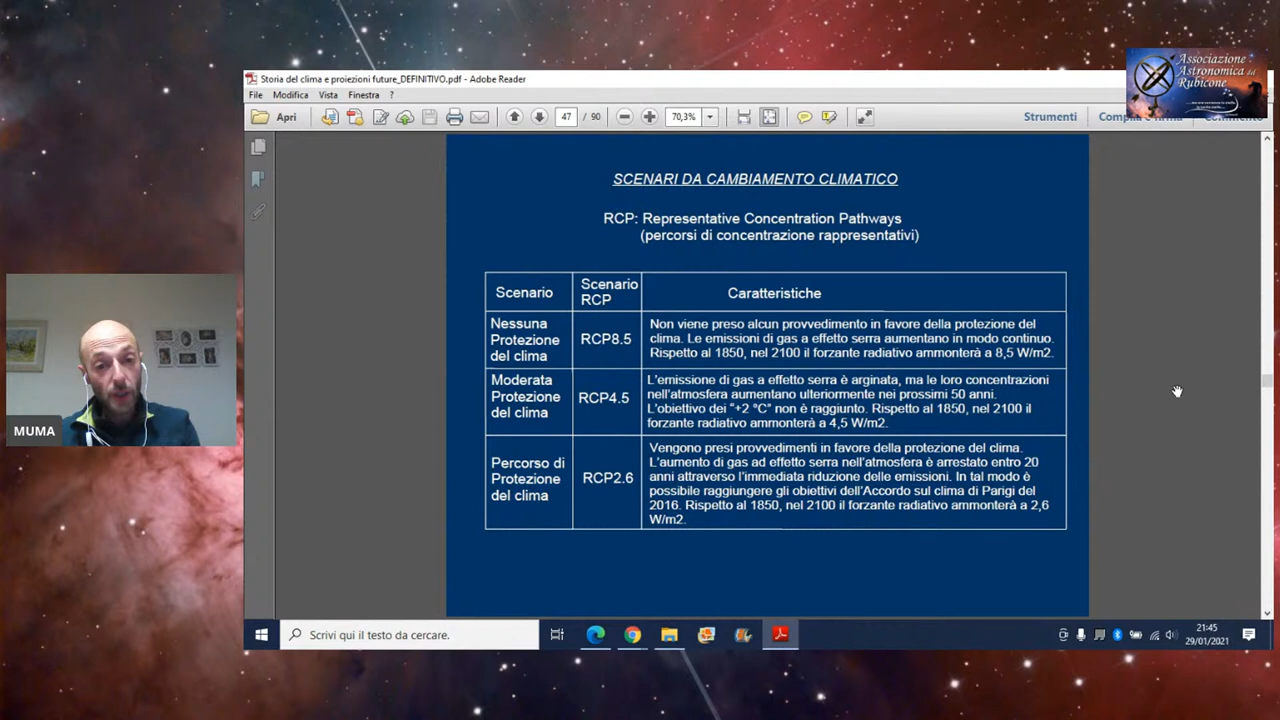 Storia del clima e proiezioni future_DEFINITIVO.pdf - Adobe Reader
File Modifica Vista Finestra ?
Apri 47 / 90 70,3% Strumenti
Associazione
Astronomica del
Rubicone
SCENARI DA CAMBIAMENTO CLIMATICO
RCP: Representative Concentration Pathways
(percorsi di concentrazione rappresentativi)
Scenario
Scenario
RCP
Caratteristiche
Nessuna
Protezione
del clima
RCP8.5
Non viene preso alcun provvedimento in favore della protezione del
clima. Le emissioni di gas a effetto serra aumentano in modo continuo.
Rispetto al 1850, nel 2100 il forzante radiativo ammonterà a 8,5 W/m2.
Moderata
Protezione
del clima
RCP4.5
L'emissione di gas a effetto serra è arginata, ma le loro concentrazioni
nell'atmosfera aumentano ulteriormente nei prossimi 50 anni.
L'obiettivo dei “+2 °C” non è raggiunto. Rispetto al 1850, nel 2100 il
forzante radiativo ammonterà a 4,5 W/m2.
Percorso di
Protezione
del clima
RCP2.6
Vengono presi provvedimenti in favore della protezione del clima.
L'aumento di gas ad effetto serra nell'atmosfera è arrestato entro 20
anni attraverso l'immediata riduzione delle emissioni. In tal modo è
possibile raggiungere gli obiettivi dell'Accordo sul clima di Parigi del
2016. Rispetto al 1850, nel 2100 il forzante radiativo ammonterà a 2,6
W/m2.
MUMA
Scrivi qui il testo da cercare.
21:45
29/01/2021